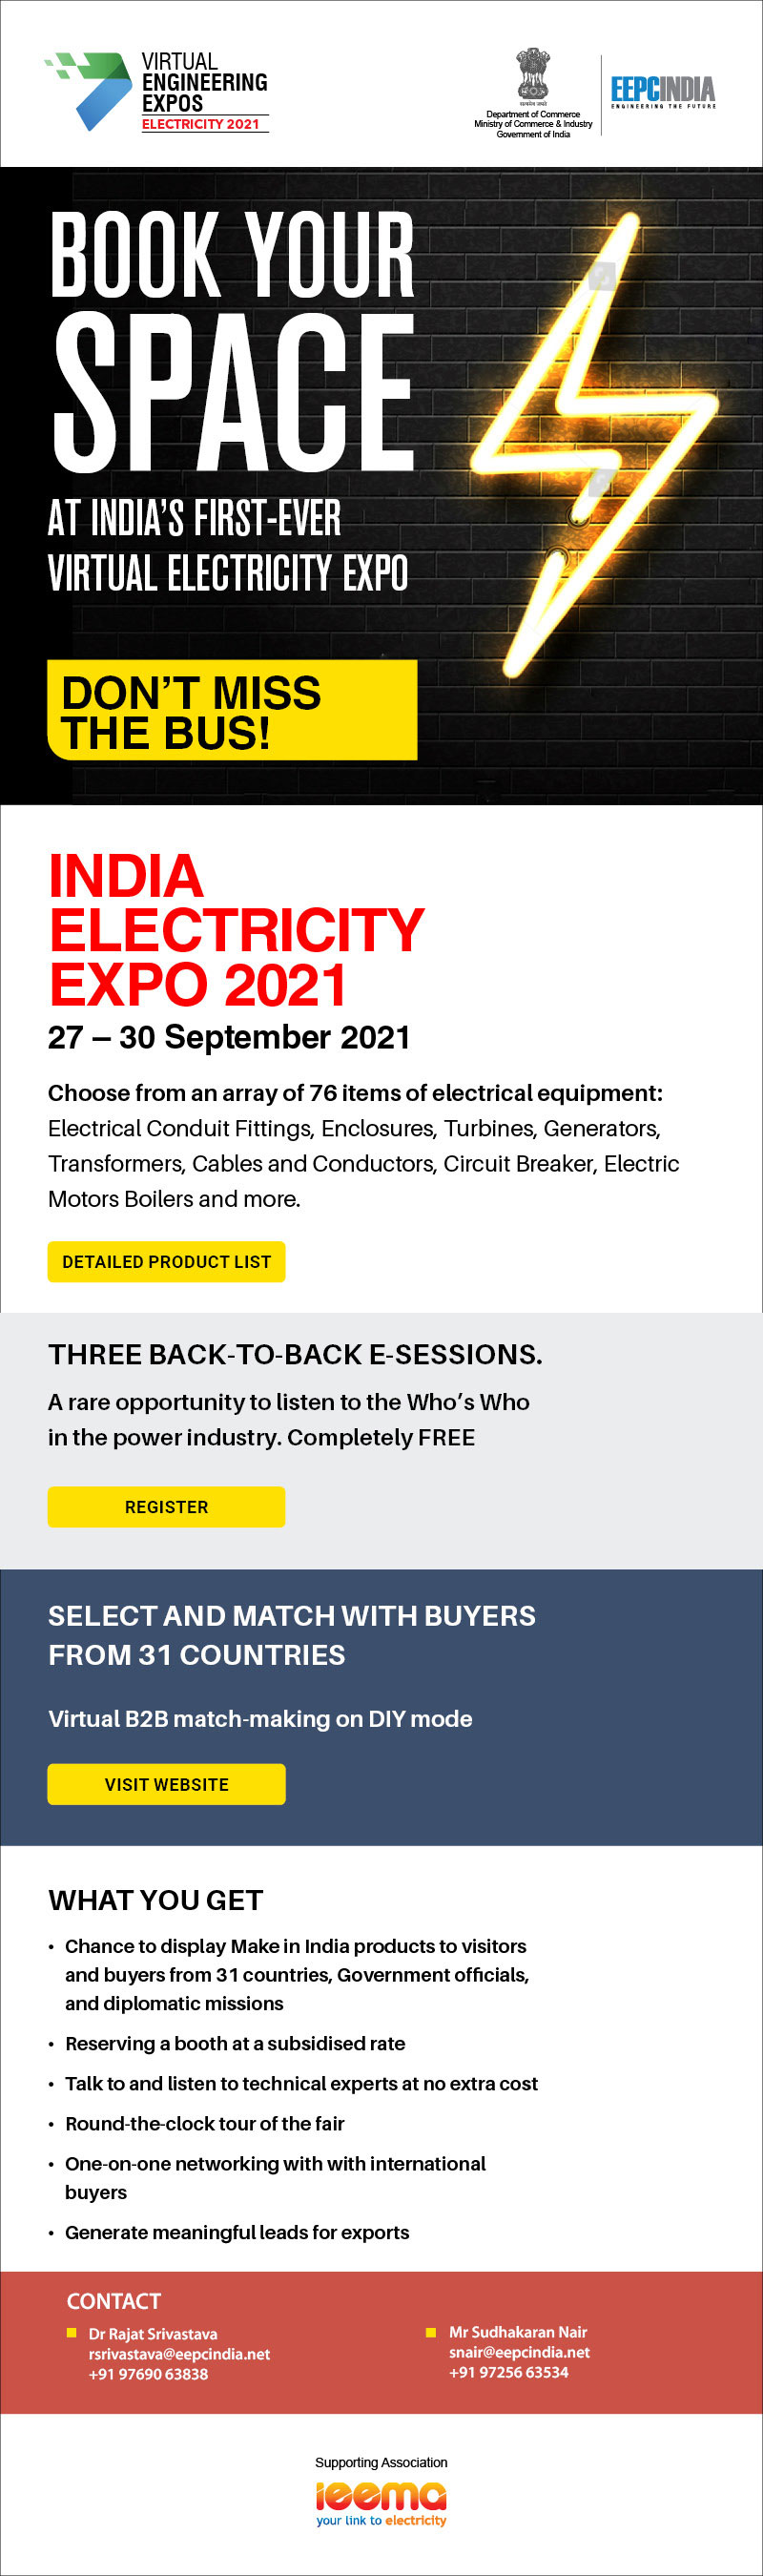 VIRTUAL
ENGINEERING
EXPOS
ELECTRICITY 2021
सत्यमेव जयते
Department of Commerce
Ministry of Commerce & Industry
Government of India
EEPCINDIA
ENGINEERING THE FUTURE
BOOK YOUR
SPACE
AT INDIA'S FIRST-EVER
VIRTUAL ELECTRICITY EXPO
DON'T MISS
THE BUS!
INDIA
ELECTRICITY
EXPO 2021
27 – 30 September 2021
Choose from an array of 76 items of electrical equipment:
Electrical Conduit Fittings, Enclosures, Turbines, Generators,
Transformers, Cables and Conductors, Circuit Breaker, Electric
Motors Boilers and more.
DETAILED PRODUCT LIST
THREE BACK-TO-BACK E-SESSIONS.
A rare opportunity to listen to the Who's Who
in the power industry. Completely FREE
REGISTER
SELECT AND MATCH WITH BUYERS
FROM 31 COUNTRIES
Virtual B2B match-making on DIY mode
VISIT WEBSITE
WHAT YOU GET
• Chance to display Make in India products to visitors
and buyers from 31 countries, Government officials,
and diplomatic missions
• Reserving a booth at a subsidised rate
• Talk to and listen to technical experts at no extra cost
• Round-the-clock tour of the fair
• One-on-one networking with with international
buyers
• Generate meaningful leads for exports
CONTACT
Dr Rajat Srivastava
rsrivastava@eepcindia.net
+91 97690 63838
Mr Sudhakaran Nair
snair@eepcindia.net
+91 97256 63534
Supporting Association
ieema
your link to electricity